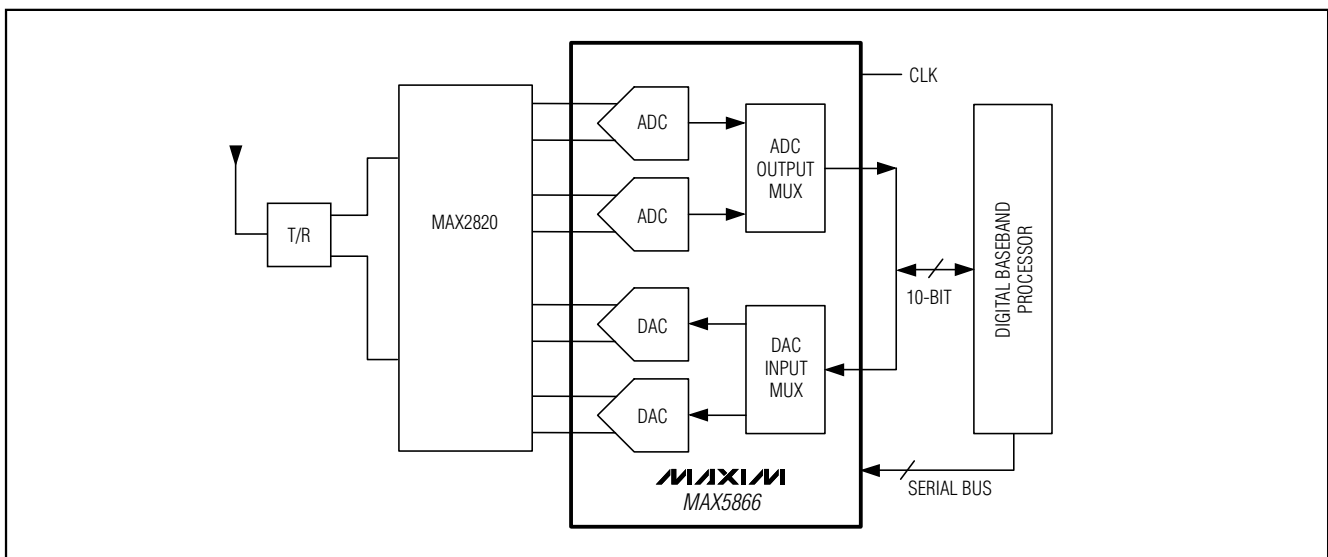 CLK
ADC
ADC
OUTPUT
MUX
ADC
T/R
MAX2820
10-BIT
DIGITAL BASEBAND
PROCESSOR
DAC
DAC
INPUT
MUX
DAC
MAXIM
MAX5866
SERIAL BUS